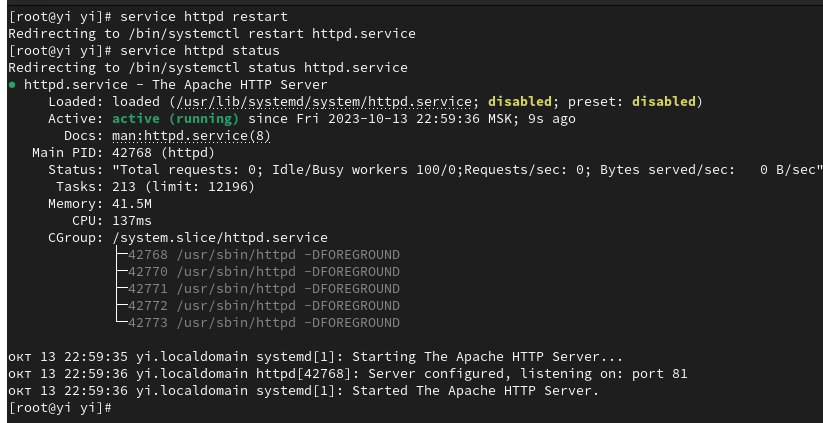 [root@yi yi]# service httpd restart
Redirecting to /bin/systemctl restart httpd.service
[root@yi yi]# service httpd status
Redirecting to /bin/systemctl status httpd.service
● httpd.service - The Apache HTTP Server
     Loaded: loaded (/usr/lib/systemd/system/httpd.service; disabled; preset: disabled)
     Active: active (running) since Fri 2023-10-13 22:59:36 MSK; 9s ago
       Docs: man:httpd.service(8)
   Main PID: 42768 (httpd)
     Status: "Total requests: 0; Idle/Busy workers 100/0;Requests/sec: 0; Bytes served/sec:   0 B/sec"
      Tasks: 213 (limit: 12196)
     Memory: 41.5M
        CPU: 137ms
     CGroup: /system.slice/httpd.service
             ├─42768 /usr/sbin/httpd -DFOREGROUND
             ├─42770 /usr/sbin/httpd -DFOREGROUND
             ├─42771 /usr/sbin/httpd -DFOREGROUND
             ├─42772 /usr/sbin/httpd -DFOREGROUND
             └─42773 /usr/sbin/httpd -DFOREGROUND

окт 13 22:59:35 yi.localdomain systemd[1]: Starting The Apache HTTP Server...
окт 13 22:59:36 yi.localdomain httpd[42768]: Server configured, listening on: port 81
окт 13 22:59:36 yi.localdomain systemd[1]: Started The Apache HTTP Server.
[root@yi yi]#